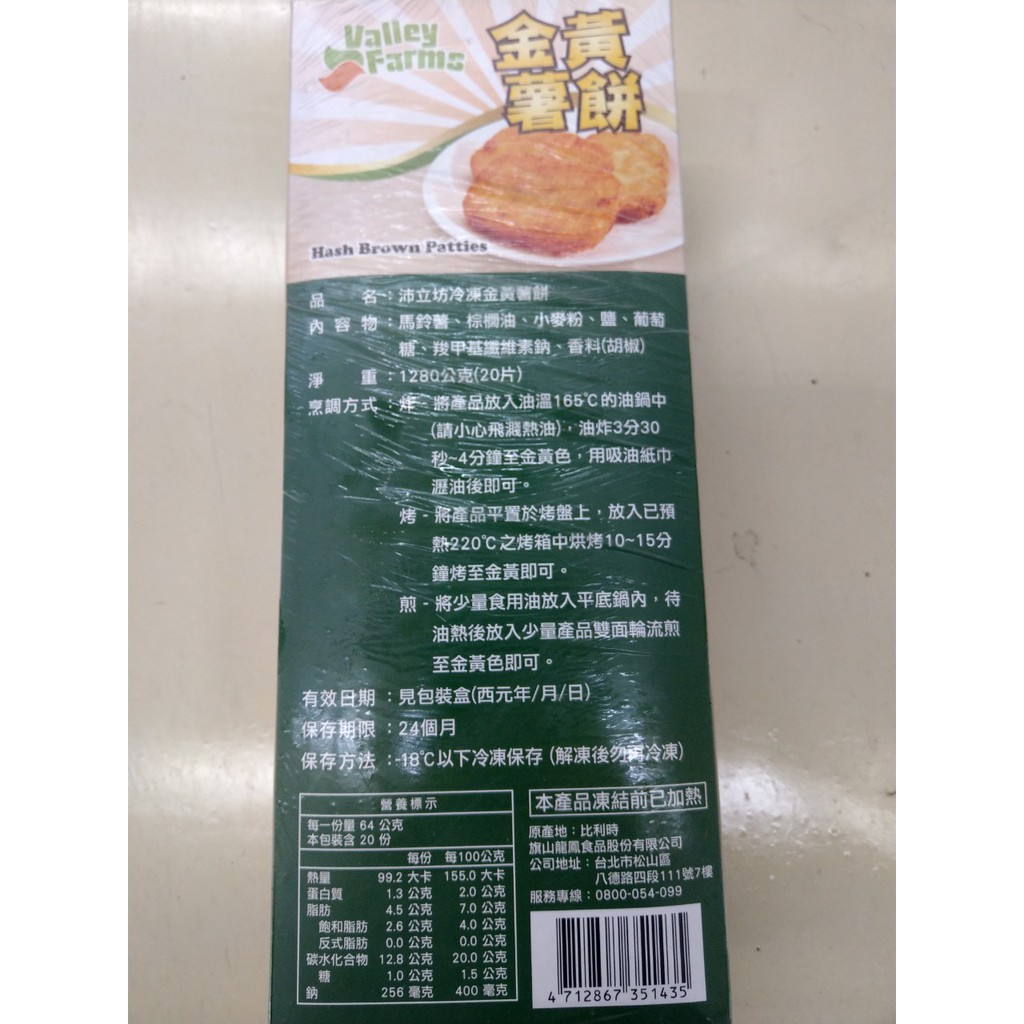 Valley
Farms
金黃
薯餅
Hash Brown Patties
品 名：沛立坊冷凍金黃薯餅
內容物：馬鈴薯、棕櫚油、小麥粉、鹽、葡萄
糖、羧甲基纖維素鈉、香料(胡椒)
淨 重：1280公克(20片)
烹調方式：炸 - 將產品放入油溫165℃的油鍋中
(請小心飛濺熱油)，油炸3分30
秒~4分鐘至金黃色，用吸油紙巾
瀝油後即可。
烤 - 將產品平置於烤盤上，放入已預
熱220℃之烤箱中烘烤10~15分
鐘烤至金黃即可。
煎 - 將少量食用油放入平底鍋內，待
油熱後放入少量產品雙面輪流煎
至金黃色即可。
有效日期：見包裝盒(西元年/月/日)
保存期限：24個月
保存方法：-18℃以下冷凍保存 (解凍後勿再冷凍)
營養標示
每一份量 64 公克
本包裝含 20 份
每份 每100公克
熱量 99.2 大卡 155.0 大卡
蛋白質 1.3 公克 2.0 公克
脂肪 4.5 公克 7.0 公克
飽和脂肪 2.6 公克 4.0 公克
反式脂肪 0.0 公克 0.0 公克
碳水化合物 12.8 公克 20.0 公克
糖 1.0 公克 1.5 公克
鈉 256 毫克 400 毫克
本產品凍結前已加熱
原產地：比利時
旗山龍鳳食品股份有限公司
公司地址：台北市松山區
八德路四段111號7樓
服務專線：0800-054-099
4 712867 351435